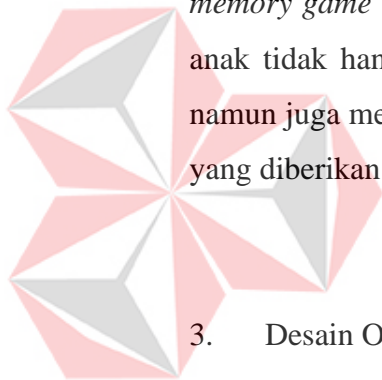 memory game
anak tidak han
namun juga me
yang diberikan
3. Desain O